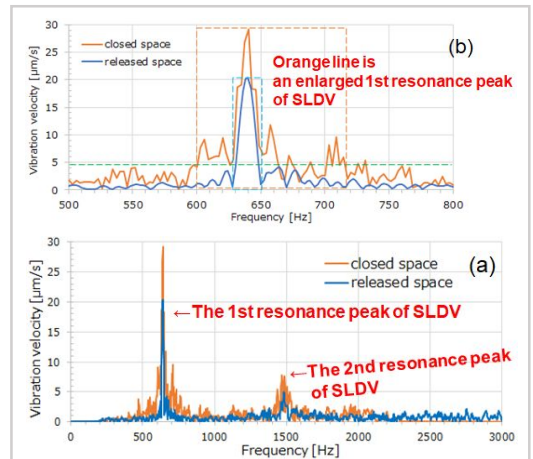 (b)
closed space
released space
Orange line is
an enlarged 1st resonance peak
of SLDV
Vibration velocity [μm/s]
30
25
20
15
10
5
0
500
550
600
650
700
750
800
Frequency [Hz]
(a)
closed space
released space
←The 1st resonance peak of SLDV
←The 2nd resonance peak
of SLDV
Vibration velocity [μm/s]
30
25
20
15
10
5
0
0
500
1000
1500
2000
2500
3000
Frequency [Hz]